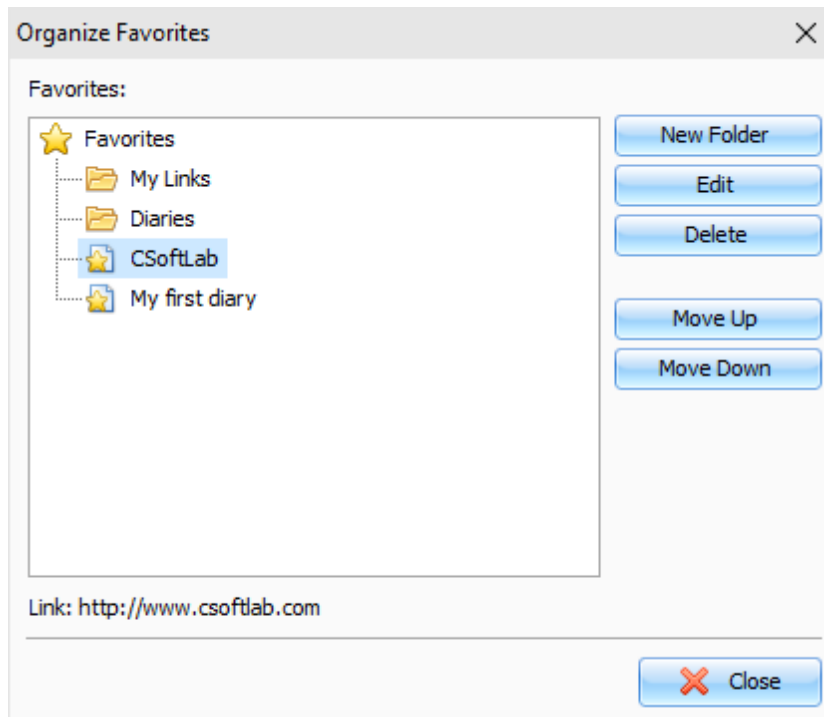 Organize Favorites
Favorites:
Favorites
My Links
Diaries
CSoftLab
My first diary
New Folder
Edit
Delete
Move Up
Move Down
Link: http://www.csoftlab.com
Close